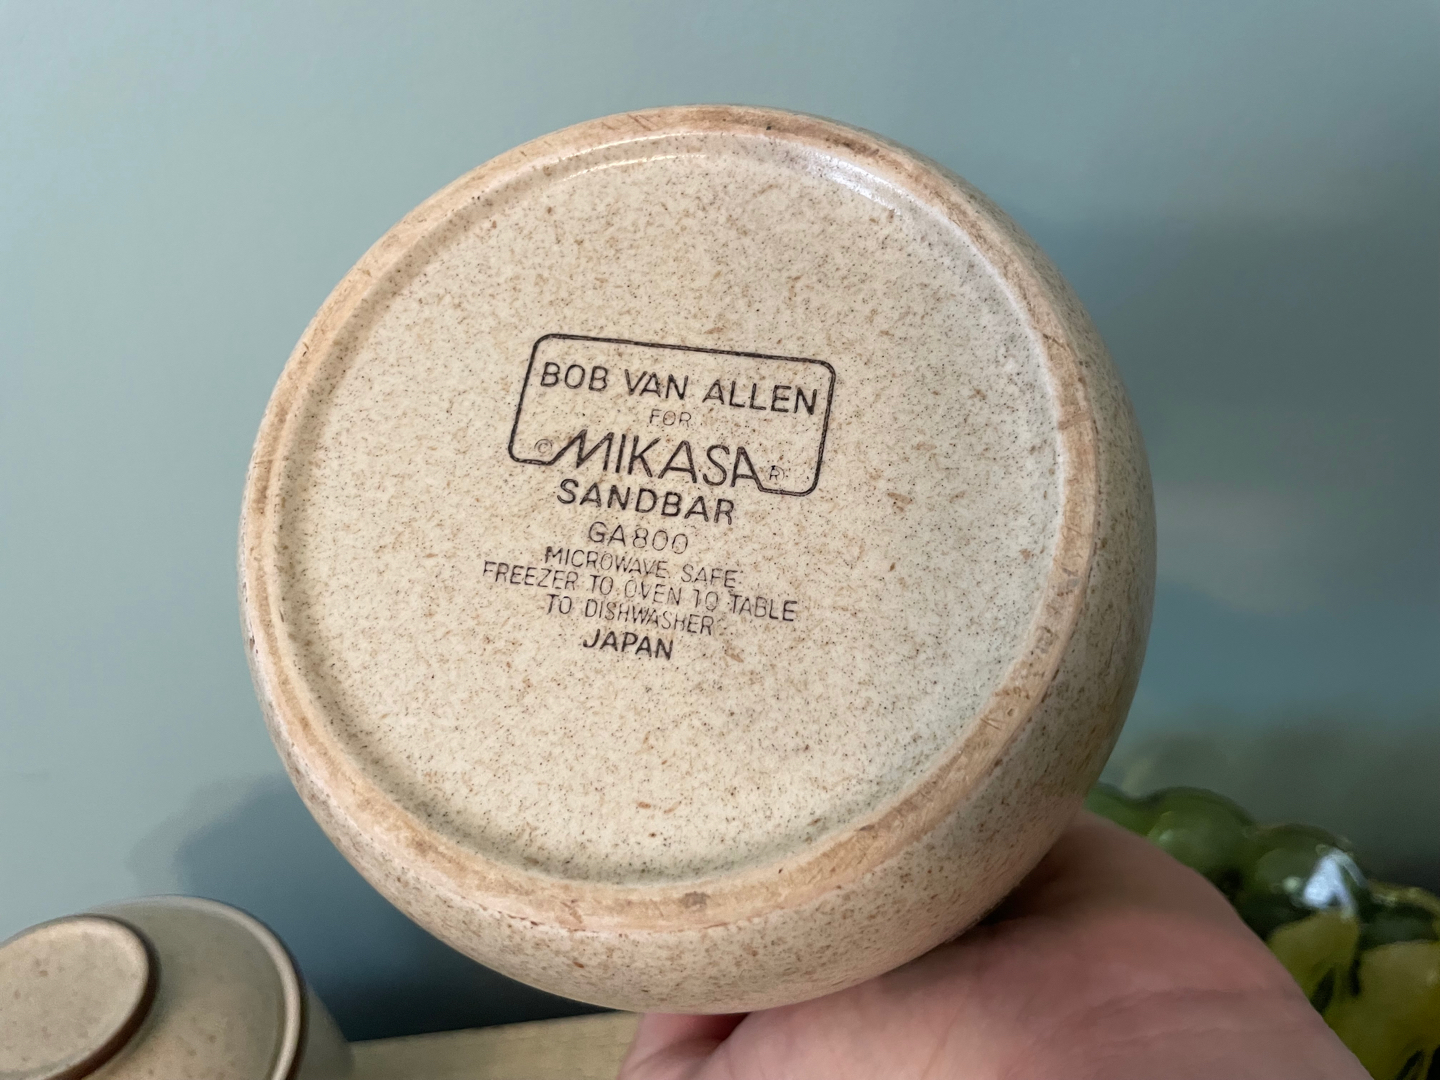 BOB VAN ALLEN
FOR
© MIKASA ®
SANDBAR
GA800
MICROWAVE SAFE
FREEZER TO OVEN TO TABLE
TO DISHWASHER
JAPAN